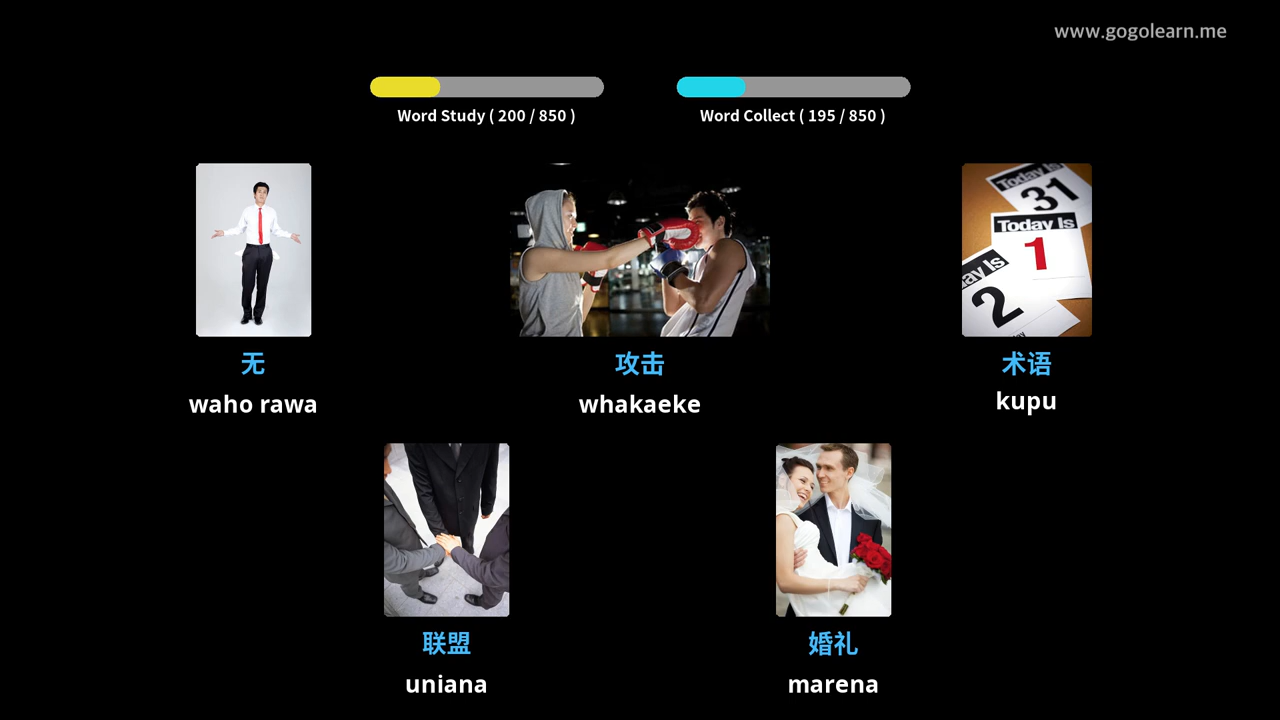 www.gogolearn.me
Word Study ( 200 / 850 )
Word Collect ( 195 / 850 )
Today Is
31
Today Is
1
ay Is
2
无
攻击
术语
waho rawa
whakaeke
kupu
联盟
婚礼
uniana
marena